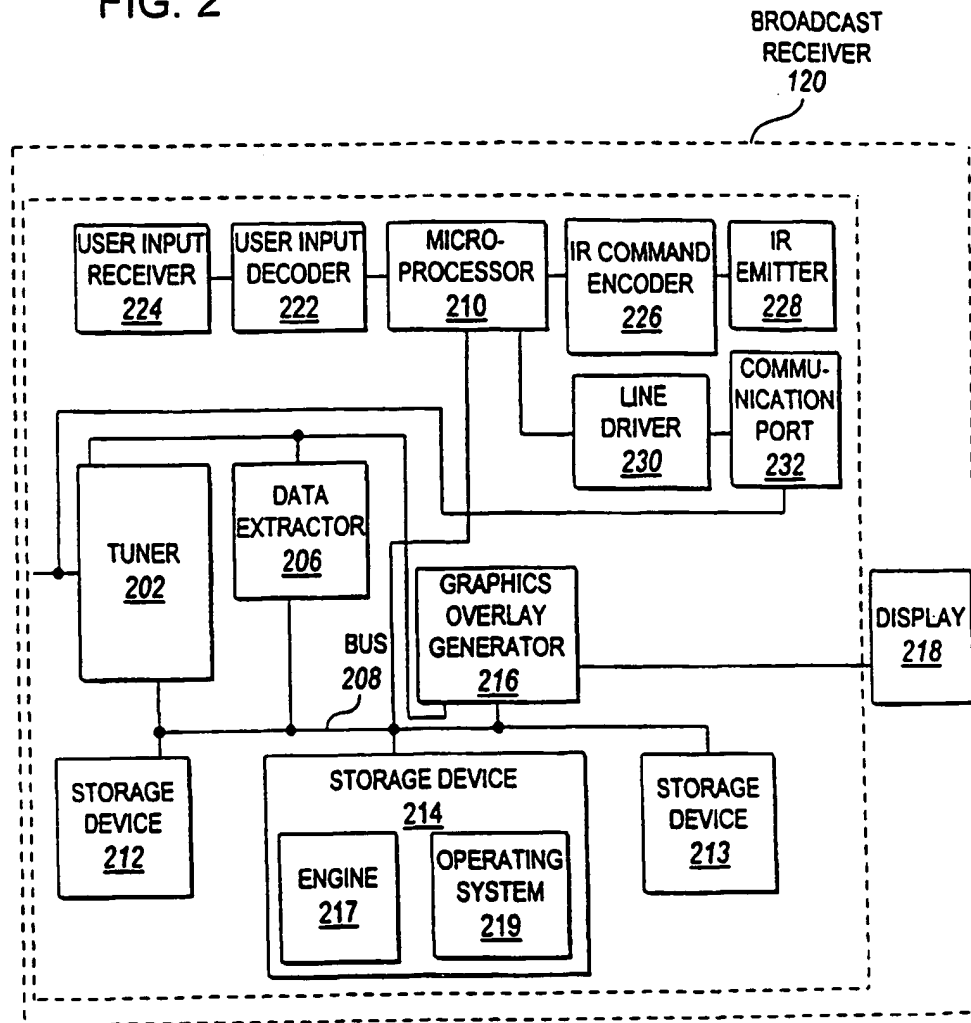 FIG. 2
BROADCAST
RECEIVER
120
USER INPUT
RECEIVER
224
USER INPUT
DECODER
222
MICRO-
PROCESSOR
210
IR COMMAND
ENCODER
226
IR
EMITTER
228
LINE
DRIVER
230
COMMU-
NICATION
PORT
232
TUNER
202
DATA
EXTRACTOR
206
BUS
208
GRAPHICS
OVERLAY
GENERATOR
216
DISPLAY
218
STORAGE
DEVICE
212
STORAGE DEVICE
214
ENGINE
217
OPERATING
SYSTEM
219
STORAGE
DEVICE
213